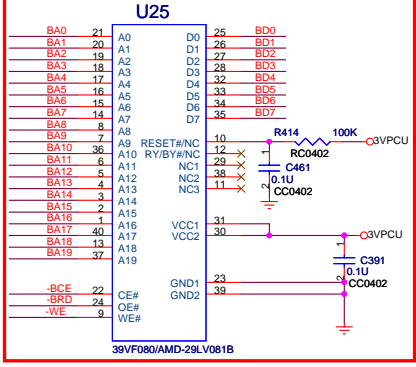 U25
BA0 21 A0 D0 25 BD0
BA1 20 A1 D1 26 BD1
BA2 19 A2 D2 27 BD2
BA3 18 A3 D3 28 BD3
BA4 17 A4 D4 32 BD4
BA5 16 A5 D5 33 BD5
BA6 15 A6 D6 34 BD6
BA7 14 A7 D7 35 BD7
BA8 8 A8
BA9 7 A9 RESET#/NC 10 R414 100K 3VPCU
BA10 36 A10 RY/BY#/NC 12 RC0402
BA11 6 A11 NC1 29 1 C461
BA12 5 A12 NC2 38 0.1U
BA13 4 A13 NC3 11 2 CC0402
BA14 3 A14
BA15 2 A15
BA16 1 A16 VCC1 31
BA17 40 A17 VCC2 30 3VPCU
BA18 13 A18
BA19 37 A19 1 C391
0.1U
GND1 23 2 CC0402
-BCE 22 CE# GND2 39
-BRD 24 OE#
-WE 9 WE#
39VF080/AMD-29LV081B